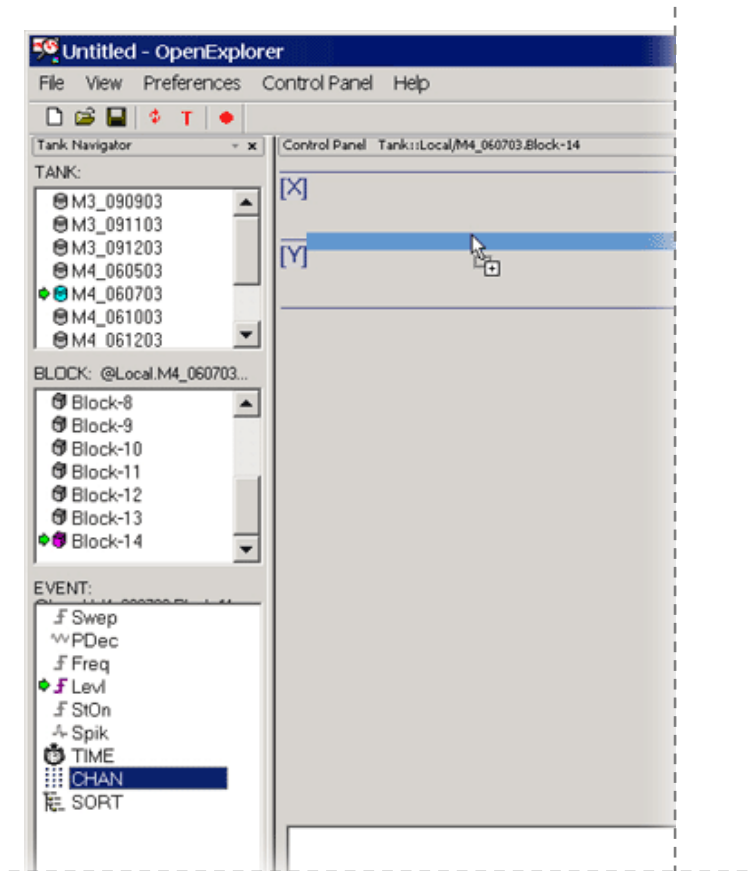 Untitled - OpenExplorer
File View Preferences Control Panel Help
T
Tank Navigator
Control Panel Tank::Local/M4_060703.Block-14
TANK:
M3_090903
M3_091103
M3_091203
M4_060503
M4_060703
M4_061003
M4 061203
[X]
[Y]
BLOCK: @Local.M4_060703...
Block-8
Block-9
Block-10
Block-11
Block-12
Block-13
Block-14
EVENT:
Swep
PDec
Freq
Levl
StOn
Spik
TIME
CHAN
SORT